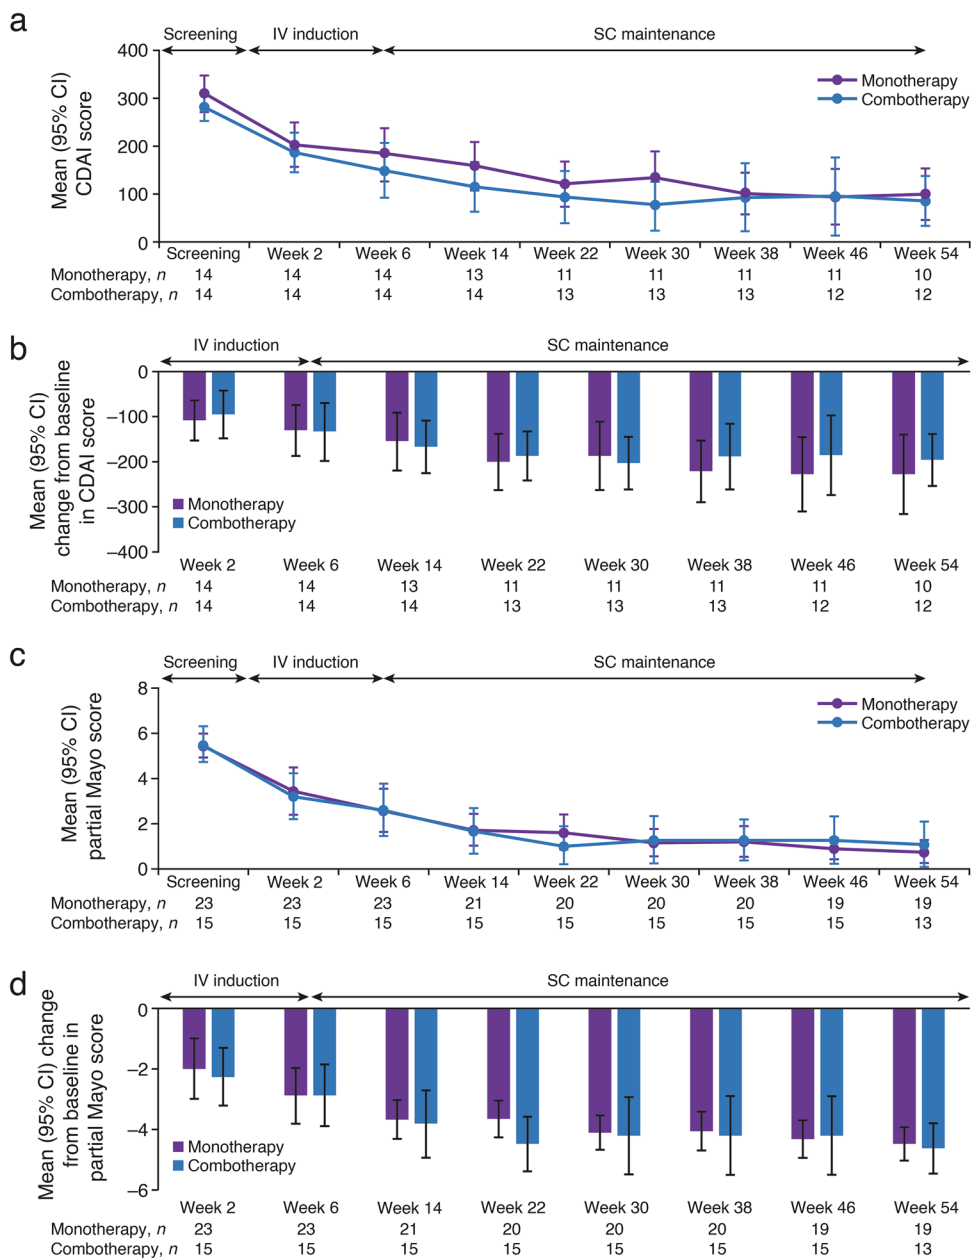 a
Screening IV induction SC maintenance
Mean (95% CI)
CDAI score
400
300
200
100
0
Monotherapy
Combotherapy
Screening Week 2 Week 6 Week 14 Week 22 Week 30 Week 38 Week 46 Week 54
Monotherapy, n 14 14 14 13 11 11 11 11 10
Combotherapy, n 14 14 14 14 13 13 13 12 12
b
IV induction SC maintenance
Mean (95% CI)
change from baseline
in CDAI score
0
–100
–200
–300
–400
Monotherapy
Combotherapy
Week 2 Week 6 Week 14 Week 22 Week 30 Week 38 Week 46 Week 54
Monotherapy, n 14 14 13 11 11 11 11 10
Combotherapy, n 14 14 14 13 13 13 12 12
c
Screening IV induction SC maintenance
Mean (95% CI)
partial Mayo score
8
6
4
2
0
Monotherapy
Combotherapy
Screening Week 2 Week 6 Week 14 Week 22 Week 30 Week 38 Week 46 Week 54
Monotherapy, n 23 23 23 21 20 20 20 19 19
Combotherapy, n 15 15 15 15 15 15 15 15 13
d
IV induction SC maintenance
Mean (95% CI) change
from baseline in
partial Mayo score
0
–2
–4
–6
Monotherapy
Combotherapy
Week 2 Week 6 Week 14 Week 22 Week 30 Week 38 Week 46 Week 54
Monotherapy, n 23 23 21 20 20 20 19 19
Combotherapy, n 15 15 15 15 15 15 15 13